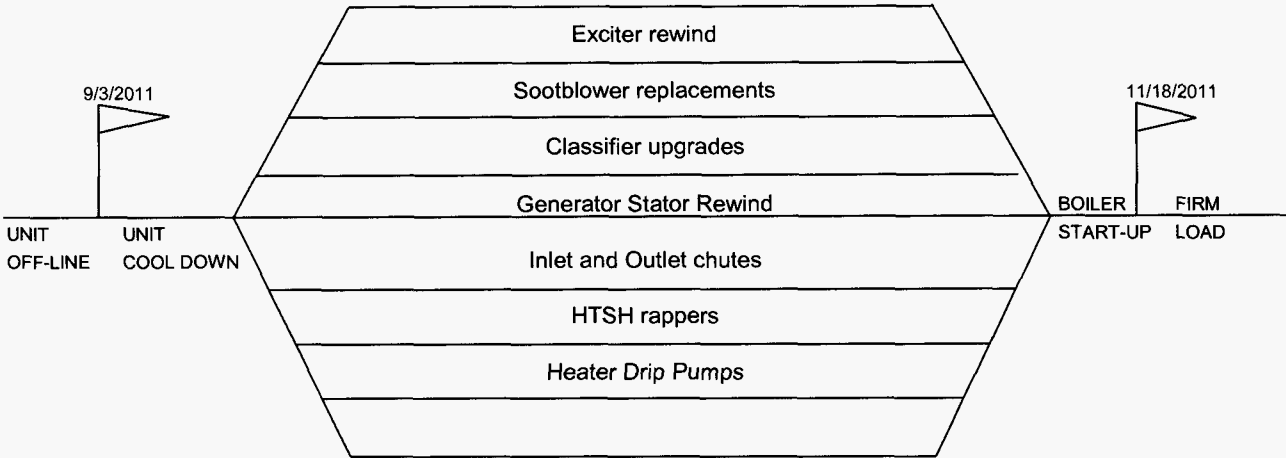 Exciter rewind
Sootblower replacements
9/3/2011
11/18/2011
Classifier upgrades
Generator Stator Rewind
BOILER
FIRM
UNIT
UNIT
START-UP
LOAD
OFF-LINE
COOL DOWN
Inlet and Outlet chutes
HTSH rappers
Heater Drip Pumps